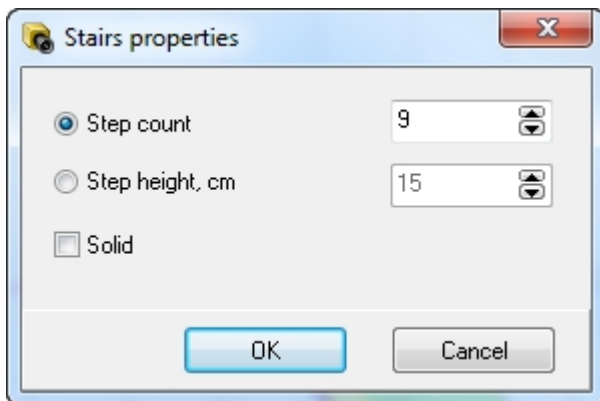 Stairs properties
Step count 9
Step height, cm 15
Solid
OK Cancel